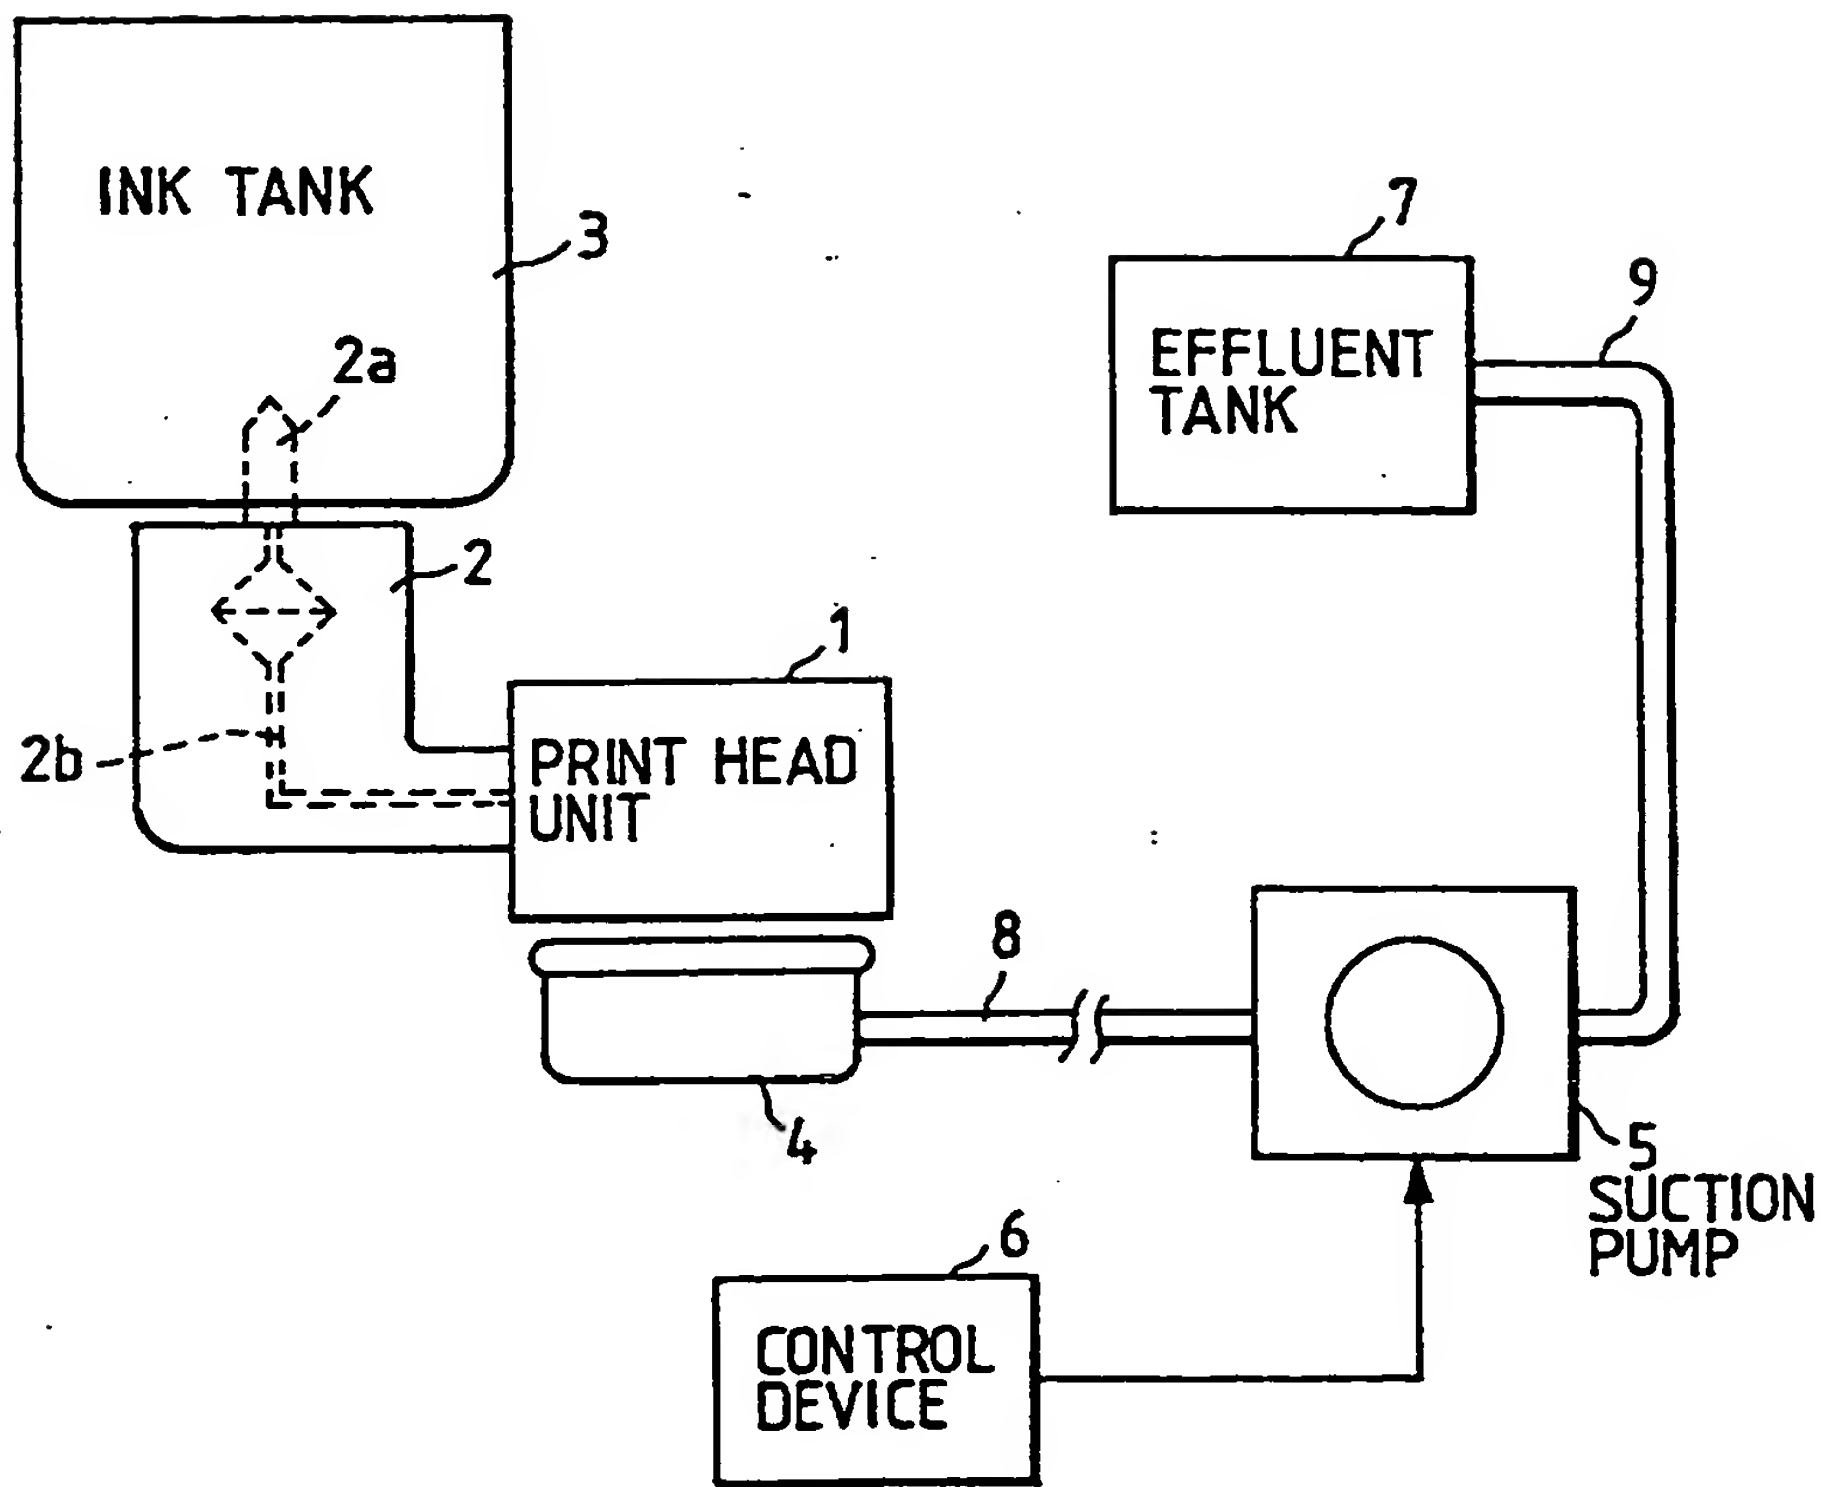 INK TANK
3
2a
7
9
EFFLUENT
TANK
2
1
2b
PRINT HEAD
UNIT
8
4
5
SUCTION
PUMP
6
CONTROL
DEVICE